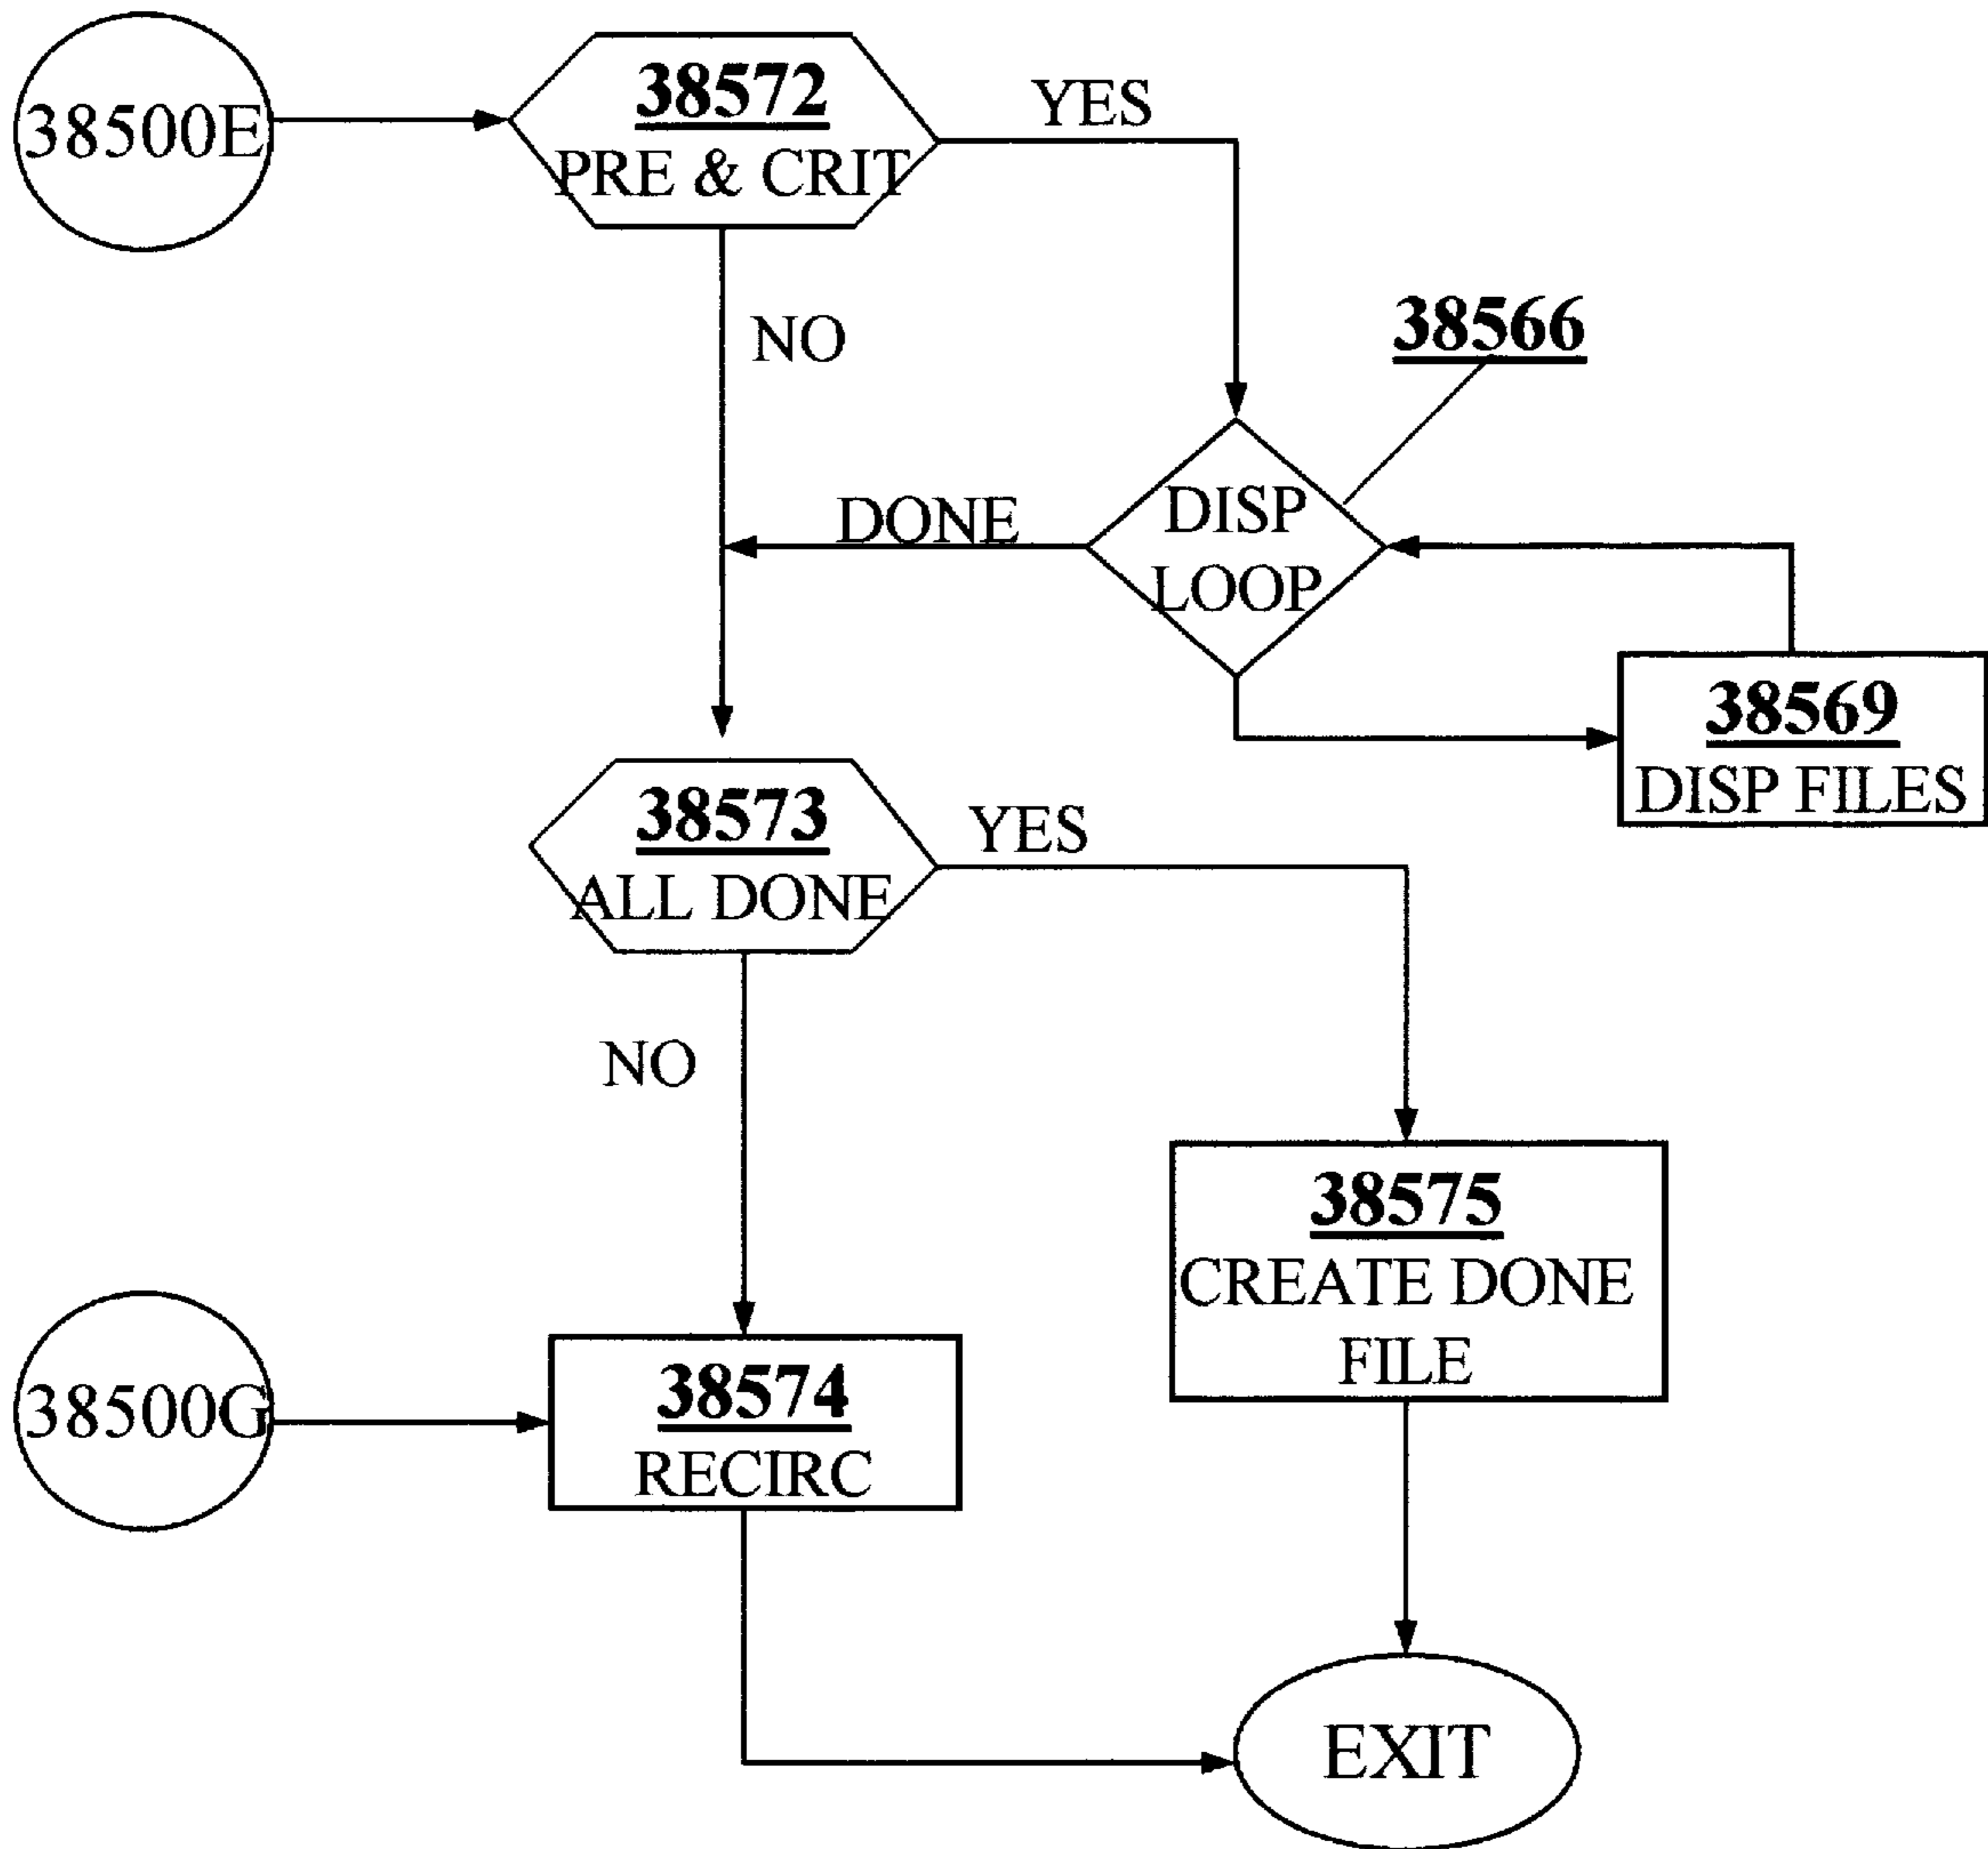 38500E
38572
PRE & CRIT
YES
NO
38566
DISP
LOOP
DONE
38569
DISP FILES
38573
ALL DONE
YES
NO
38575
CREATE DONE
FILE
38500G
38574
RECIRC
EXIT